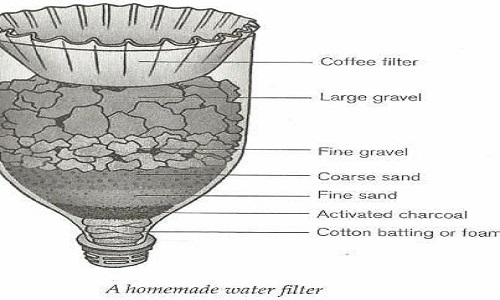 Coffee filter
Large gravel
Fine gravel
Coarse sand
Fine sand
Activated charcoal
Cotton batting or foam
A homemade water filter